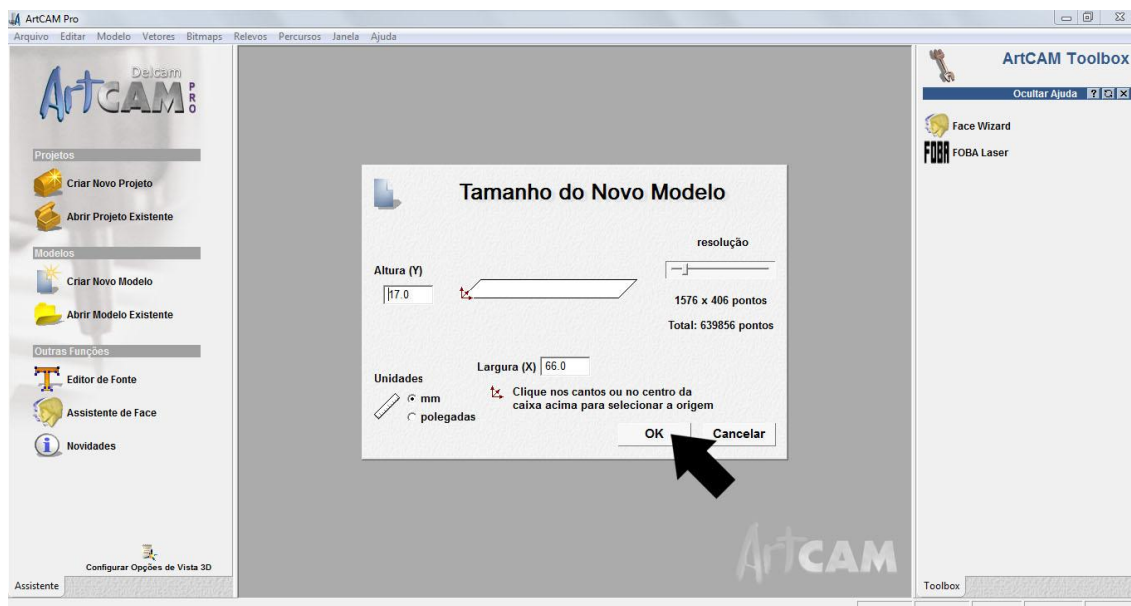 ArtCAM Pro
Arquivo Editar Modelo Vetores Bitmaps Relevos Percursos Janela Ajuda
Delcam
ArtCAM PRO
Projetos
Criar Novo Projeto
Abrir Projeto Existente
Modelos
Criar Novo Modelo
Abrir Modelo Existente
Outras Funções
Editor de Fonte
Assistente de Face
Novidades
Configurar Opções de Vista 3D
Assistente
Tamanho do Novo Modelo
resolução
Altura (Y)
17.0
1576 x 406 pontos
Total: 639856 pontos
Largura (X) 66.0
Unidades
mm
polegadas
Clique nos cantos ou no centro da
caixa acima para selecionar a origem
OK Cancelar
ArtCAM
ArtCAM Toolbox
Ocultar Ajuda
Face Wizard
FOBA FOBA Laser
Toolbox